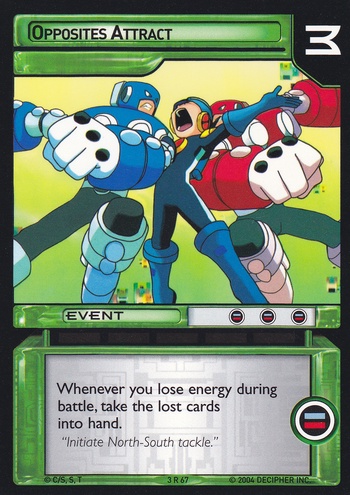 Opposites Attract
3
EVENT
Whenever you lose energy during
battle, take the lost cards
into hand.
"Initiate North-South tackle."
© C/S, S, T
3 R 67
© 2004 DECIPHER INC.